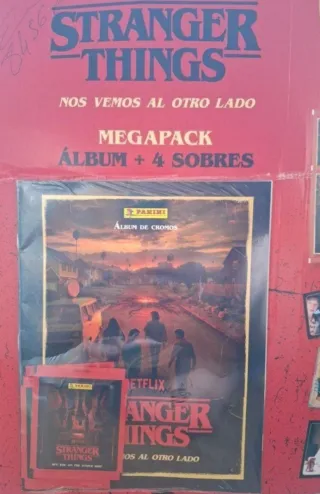 STRANGER
THINGS
NOS VEMOS AL OTRO LADO
MEGAPACK
ÁLBUM + 4 SOBRES
PANINI
ÁLBUM DE CROMOS
NETFLIX
STRANGER
THINGS
NOS VEMOS AL OTRO LADO
PANINI
STRANGER
THINGS